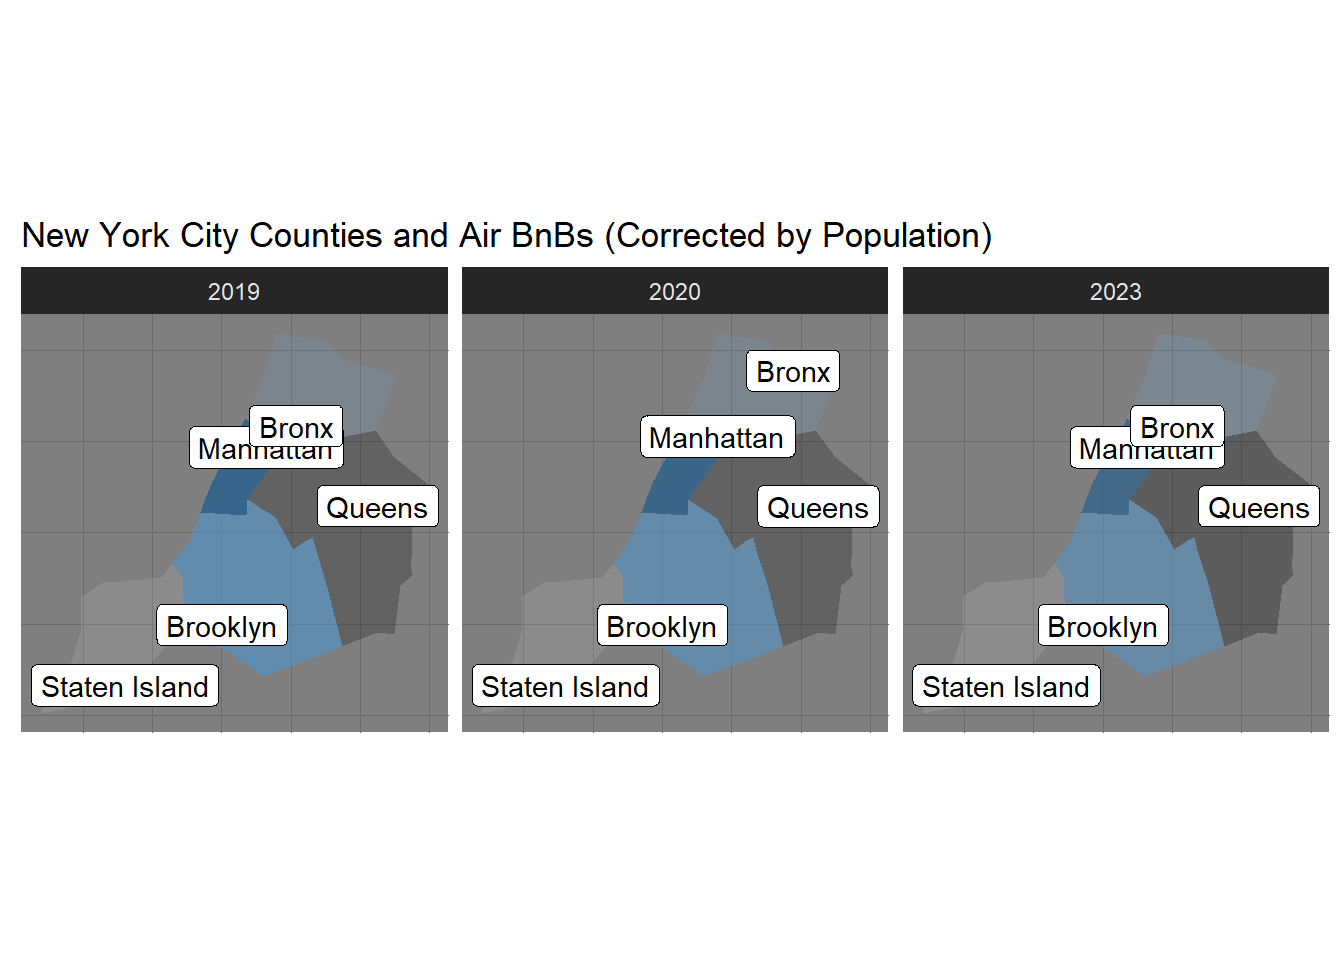 New York City Counties and Air BnBs (Corrected by Population)
2019
Bronx
Manhattan
Queens
Brooklyn
Staten Island
2020
Bronx
Manhattan
Queens
Brooklyn
Staten Island
2023
Bronx
Manhattan
Queens
Brooklyn
Staten Island